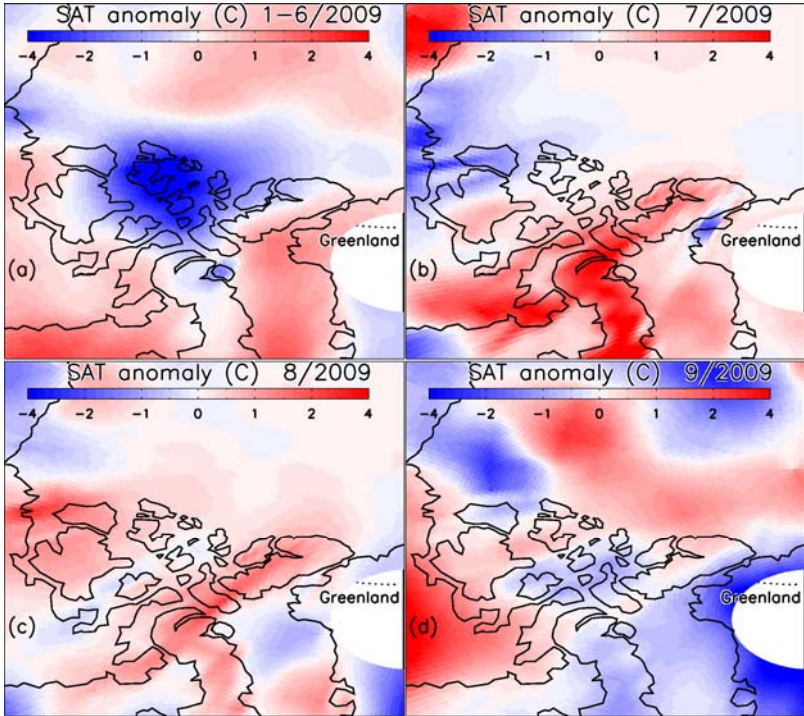 SAT anomaly (C) 1-6/2009
-4 -2 -1 0 1 2 4
Greenland
(a)
SAT anomaly (C) 7/2009
-4 -2 -1 0 1 2 4
Greenland
(b)
SAT anomaly (C) 8/2009
-4 -2 -1 0 1 2 4
Greenland
(c)
SAT anomaly (C) 9/2009
-4 -2 -1 0 1 2 4
Greenland
(d)